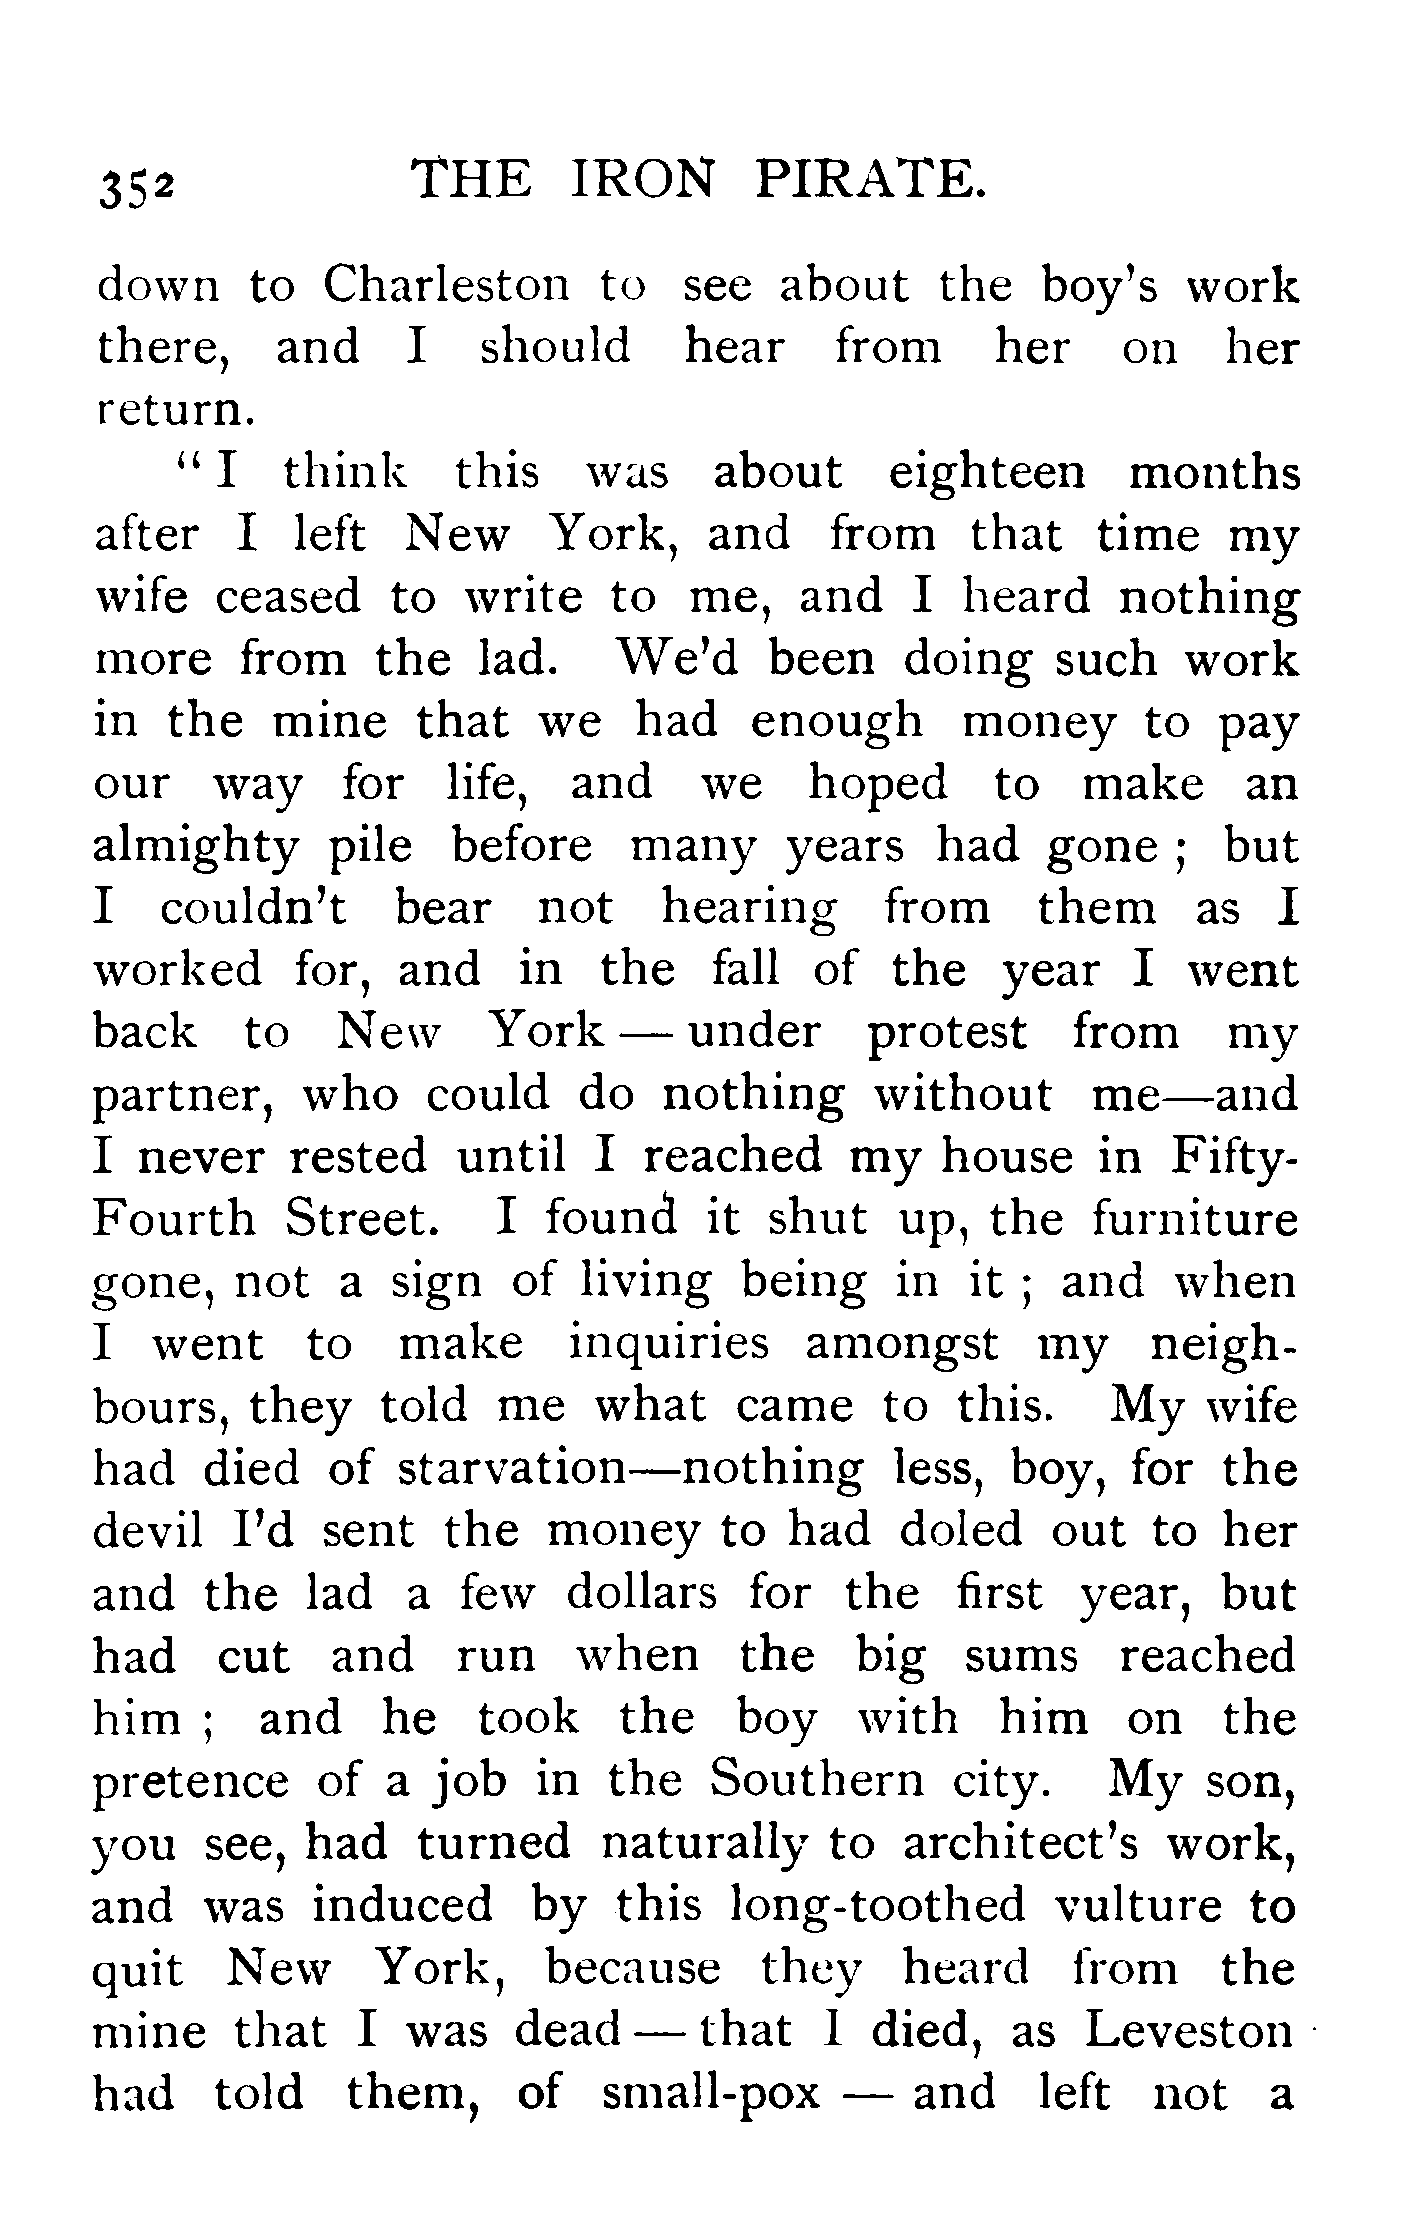 352 THE IRON PIRATE.
down to Charleston to see about the boy's work
there, and I should hear from her on her
return.
“ I think this was about eighteen months
after I left New York, and from that time my
wife ceased to write to me, and I heard nothing
more from the lad. We'd been doing such work
in the mine that we had enough money to pay
our way for life, and we hoped to make an
almighty pile before many years had gone ; but
I couldn't bear not hearing from them as I
worked for, and in the fall of the year I went
back to New York — under protest from my
partner, who could do nothing without me—and
I never rested until I reached my house in Fifty-
Fourth Street. I found it shut up, the furniture
gone, not a sign of living being in it ; and when
I went to make inquiries amongst my neigh-
bours, they told me what came to this. My wife
had died of starvation—nothing less, boy, for the
devil I'd sent the money to had doled out to her
and the lad a few dollars for the first year, but
had cut and run when the big sums reached
him ; and he took the boy with him on the
pretence of a job in the Southern city. My son,
you see, had turned naturally to architect's work,
and was induced by this long-toothed vulture to
quit New York, because they heard from the
mine that I was dead — that I died, as Leveston
had told them, of small-pox — and left not a